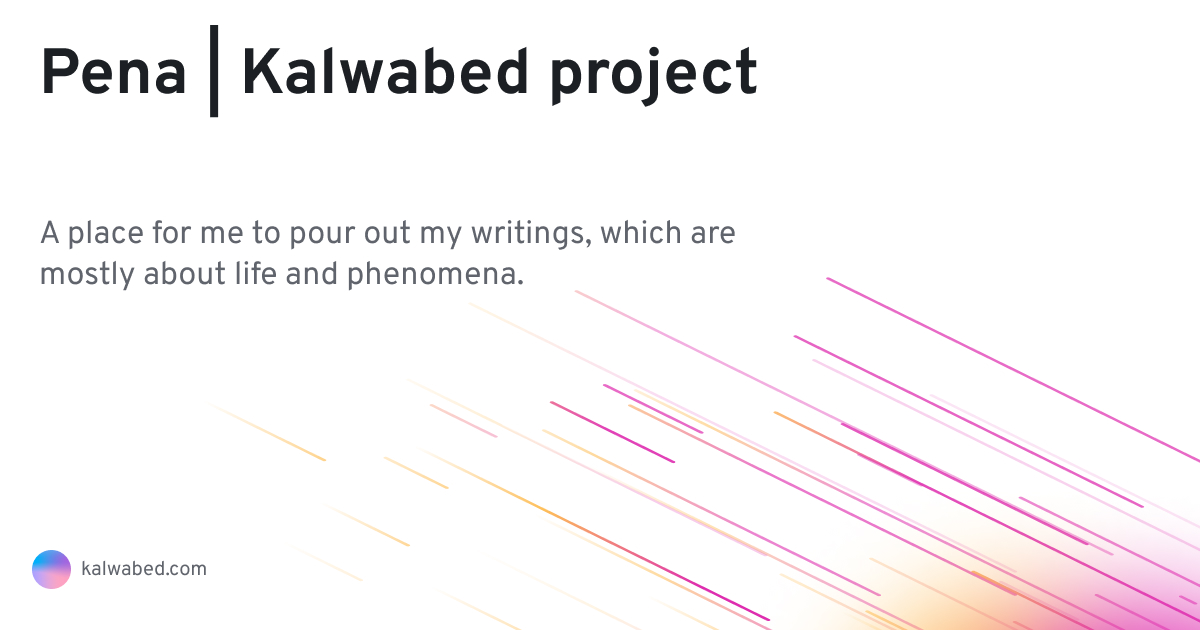 Pena | Kalwabed project
A place for me to pour out my writings, which are
mostly about life and phenomena.
kalwabed.com